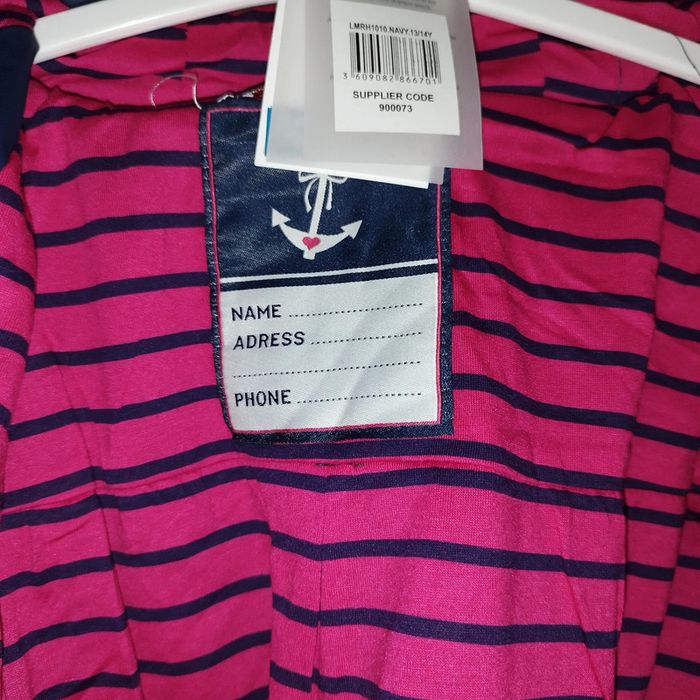 LMRH1010.NAVY.13/14Y
3 609082 866701
SUPPLIER CODE
900073
NAME
ADRESS
PHONE